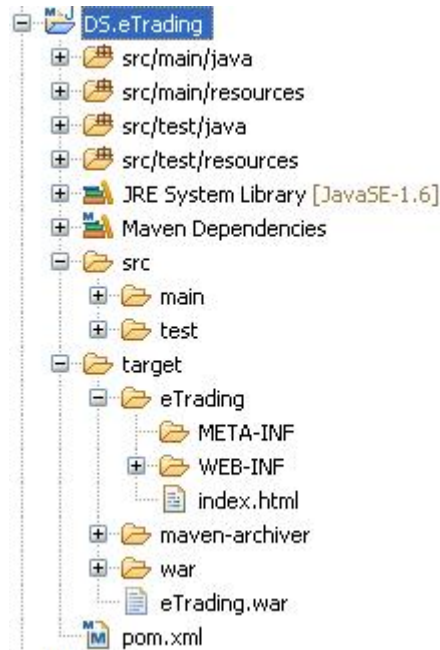 DS.eTrading
src/main/java
src/main/resources
src/test/java
src/test/resources
JRE System Library [JavaSE-1.6]
Maven Dependencies
src
main
test
target
eTrading
META-INF
WEB-INF
index.html
maven-archiver
war
eTrading.war
pom.xml